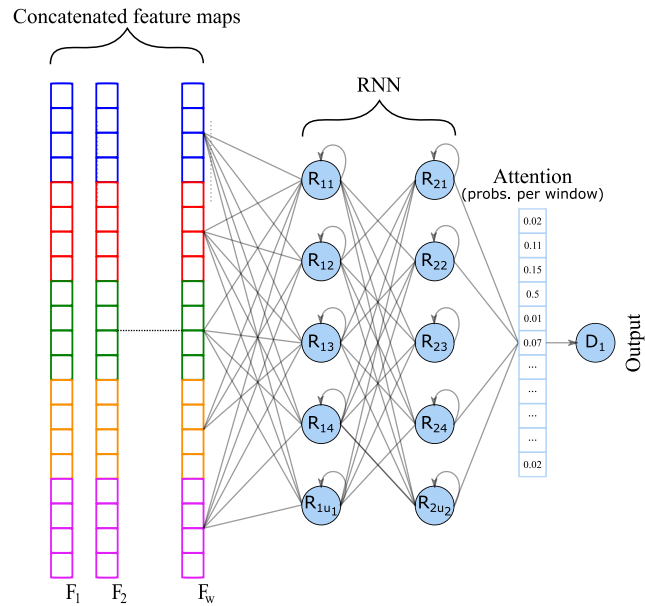 Concatenated feature maps
RNN
Attention
(probs. per window)
R11
R21
0.02
0.11
R12
R22
0.15
0.5
0.01
R13
R23
0.07
D1
Output
...
...
R14
R24
...
...
0.02
R1u1
R2u2
F1
F2
Fw